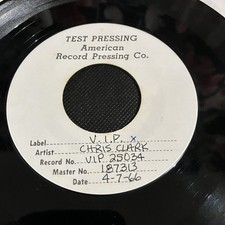 TEST PRESSING
American
Record Pressing Co.
Label V.I.P. x
Artist CHRIS CLARK
Record No. V.I.P. 25034
Master No. 187313
Date 4-7-66